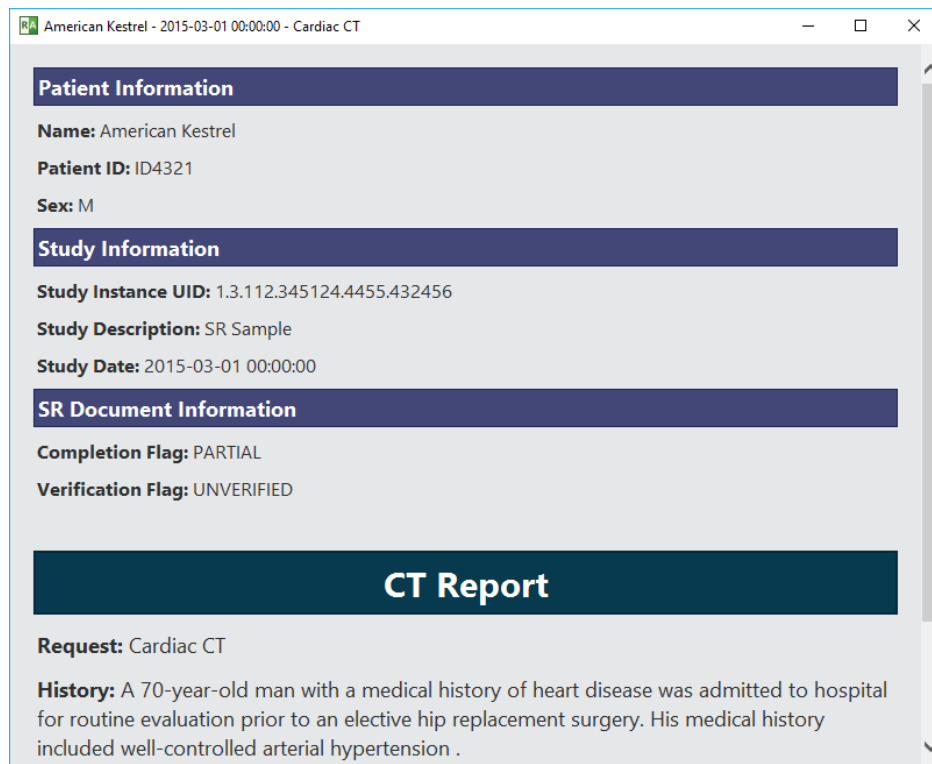 RA American Kestrel - 2015-03-01 00:00:00 - Cardiac CT
Patient Information
Name: American Kestrel
Patient ID: ID4321
Sex: M
Study Information
Study Instance UID: 1.3.112.345124.4455.432456
Study Description: SR Sample
Study Date: 2015-03-01 00:00:00
SR Document Information
Completion Flag: PARTIAL
Verification Flag: UNVERIFIED
CT Report
Request: Cardiac CT
History: A 70-year-old man with a medical history of heart disease was admitted to hospital
for routine evaluation prior to an elective hip replacement surgery. His medical history
included well-controlled arterial hypertension .